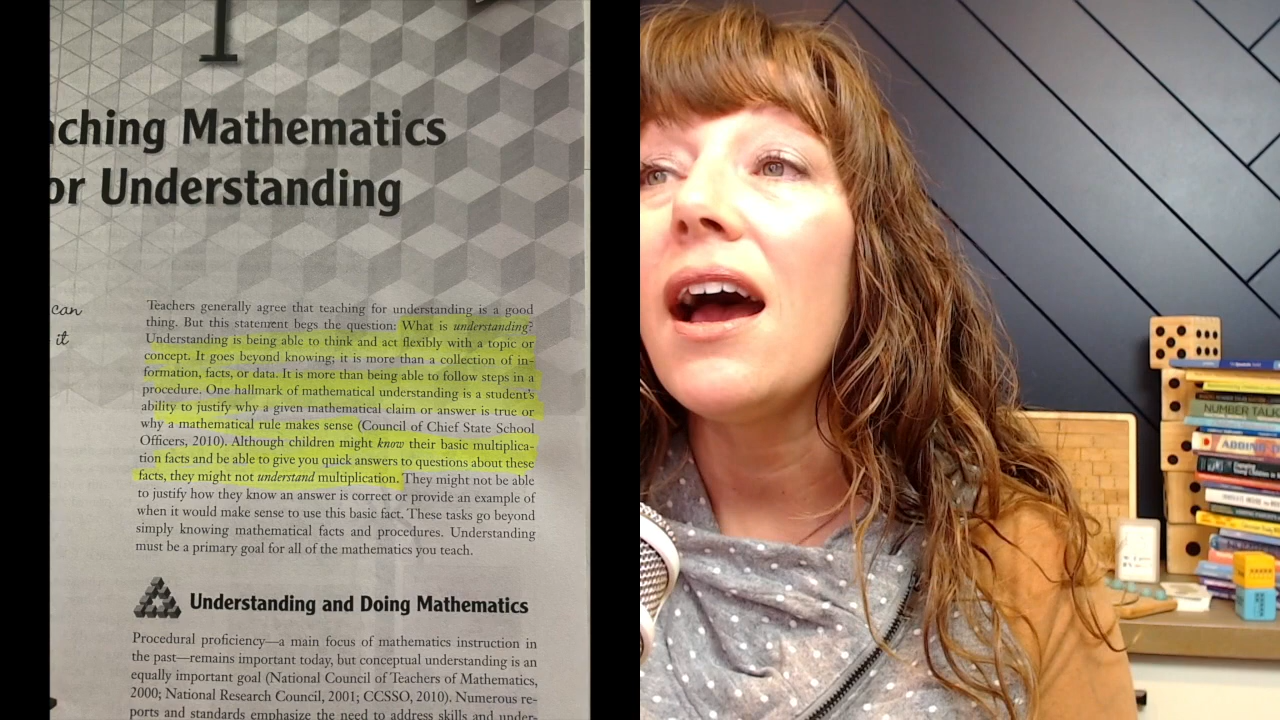 aching Mathematics
or Understanding
can
it
Teachers generally agree that teaching for understanding is a good
thing. But this statement begs the question: What is understanding?
Understanding is being able to think and act flexibly with a topic or
concept. It goes beyond knowing; it is more than a collection of in-
formation, facts, or data. It is more than being able to follow steps in a
procedure. One hallmark of mathematical understanding is a student's
ability to justify why a given mathematical claim or answer is true or
why a mathematical rule makes sense (Council of Chief State School
Officers, 2010). Although children might know their basic multiplica-
tion facts and be able to give you quick answers to questions about these
facts, they might not understand multiplication. They might not be able
to justify how they know an answer is correct or provide an example of
when it would make sense to use this basic fact. These tasks go beyond
simply knowing mathematical facts and procedures. Understanding
must be a primary goal for all of the mathematics you teach.
Understanding and Doing Mathematics
Procedural proficiency—a main focus of mathematics instruction in
the past—remains important today, but conceptual understanding is an
equally important goal (National Council of Teachers of Mathematics,
2000; National Research Council, 2001; CCSSO, 2010). Numerous re-
ports and standards emphasize the need to address skills and under-
NUMBER TALK
ADDING